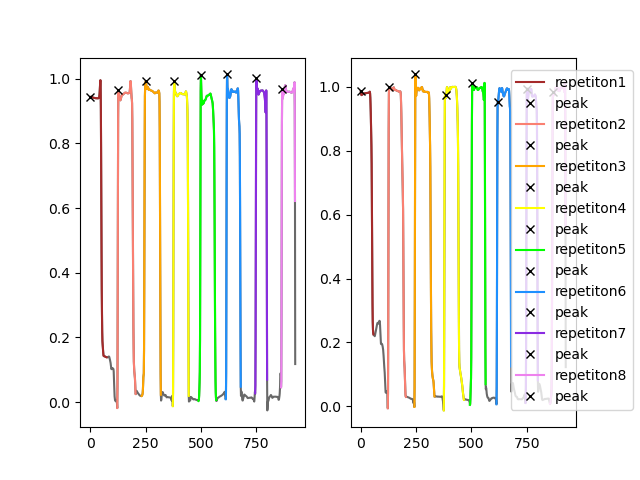 1.0
0.8
0.6
0.4
0.2
0.0
0 250 500 750
1.0
0.8
0.6
0.4
0.2
0.0
0 250 500 750
repetiton1
peak
repetiton2
peak
repetiton3
peak
repetiton4
peak
repetiton5
peak
repetiton6
peak
repetiton7
peak
repetiton8
peak